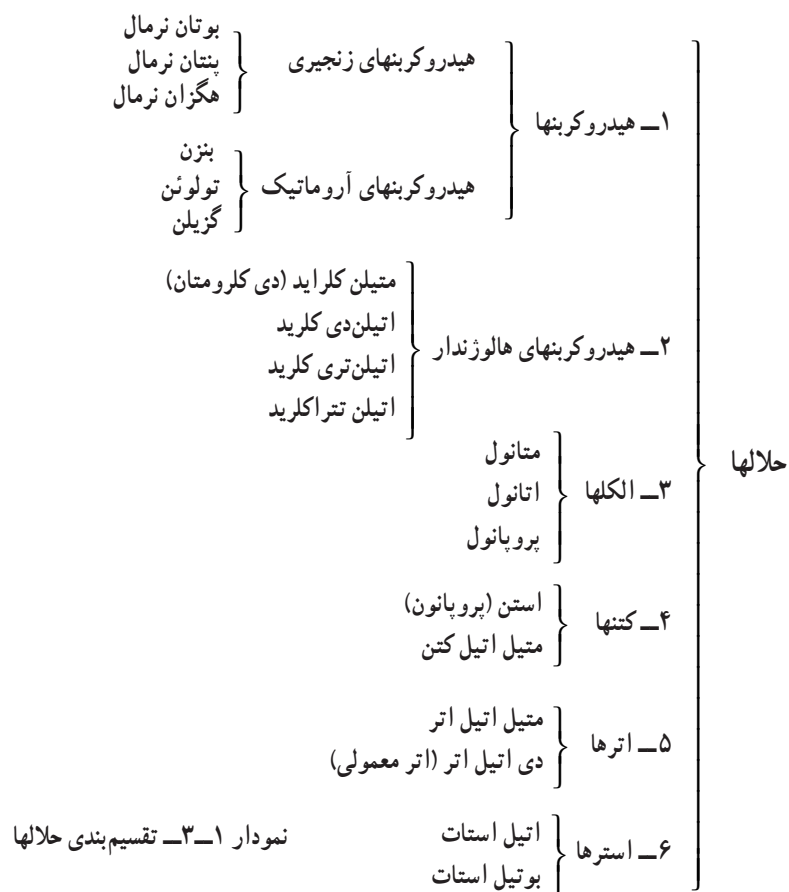 حلالها
۱ــ هیدروکربنها
هیدروکربنهای زنجیری
بوتان نرمال
پنتان نرمال
هگزان نرمال
هیدروکربنهای آروماتیک
بنزن
تولوئن
گزیلن
۲ــ هیدروکربنهای هالوژندار
متیلن کلراید (دی کلرومتان)
اتیلن‌دی کلرید
اتیلن‌تری کلرید
اتیلن تتراکلرید
۳ــ الکلها
متانول
اتانول
پروپانول
۴ــ کتنها
استن (پروپانون)
متیل اتیل کتن
۵ــ اترها
متیل اتیل اتر
دی اتیل اتر (اتر معمولی)
۶ــ استرها
اتیل استات
بوتیل استات
نمودار ۱ــ۳ــ تقسیم‌بندی حلالها